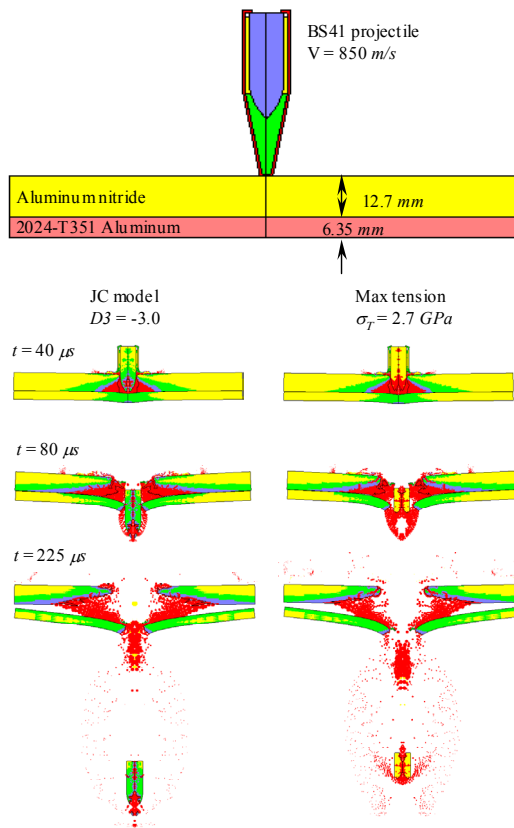 BS41 projectile
V = 850 m/s
Aluminum nitride
12.7 mm
2024-T351 Aluminum
6.35 mm
JC model
D3 = -3.0
Max tension
σT = 2.7 GPa
t = 40 μs
t = 80 μs
t = 225 μs